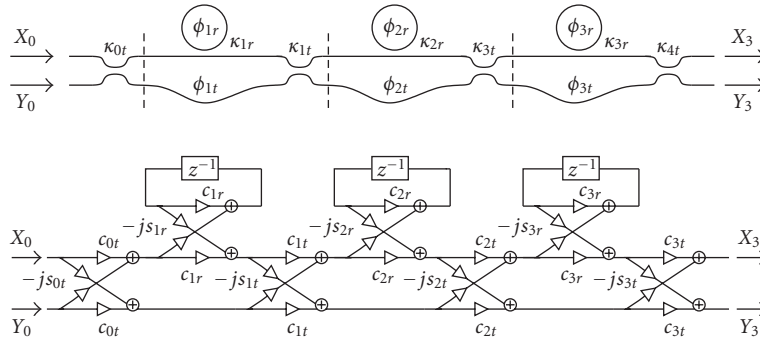 ϕ1r ϕ2r ϕ3r
X0 κ0t κ1r κ1t κ2r κ3t κ3r κ4t X3
Y0 ϕ1t ϕ2t ϕ3t Y3
z−1 z−1 z−1
c1r c2r c3r
−js1r −js2r −js3r
X0 c0t c1t c2t c3t X3
−js0t c1r −js1t c2r −js2t c3r −js3t
Y0 c0t c1t c2t c3t Y3